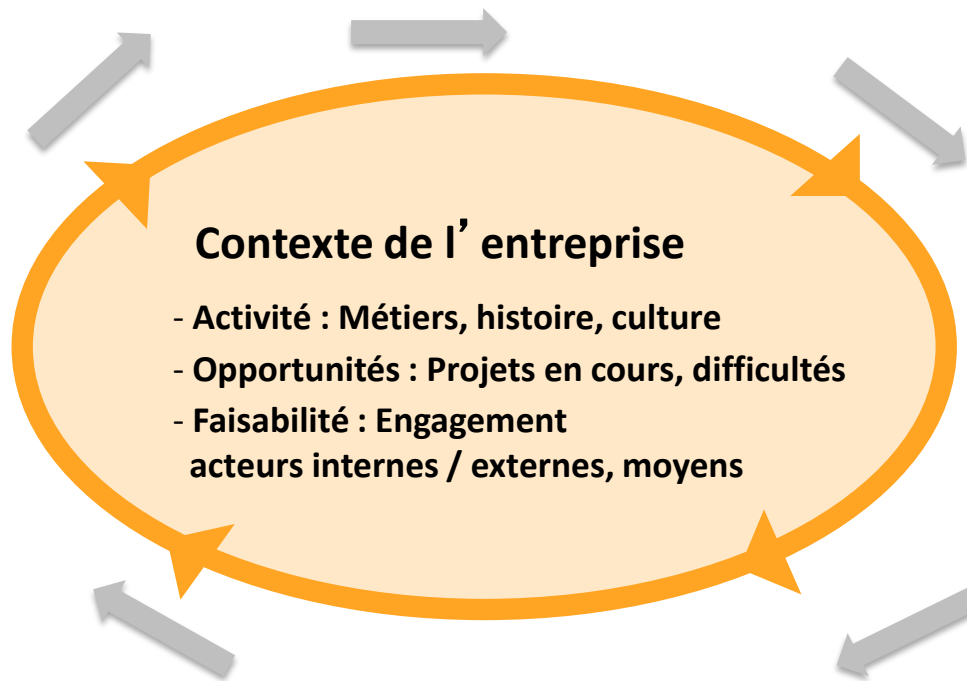 Contexte de l’ entreprise
- Activité : Métiers, histoire, culture
- Opportunités : Projets en cours, difficultés
- Faisabilité : Engagement
acteurs internes / externes, moyens